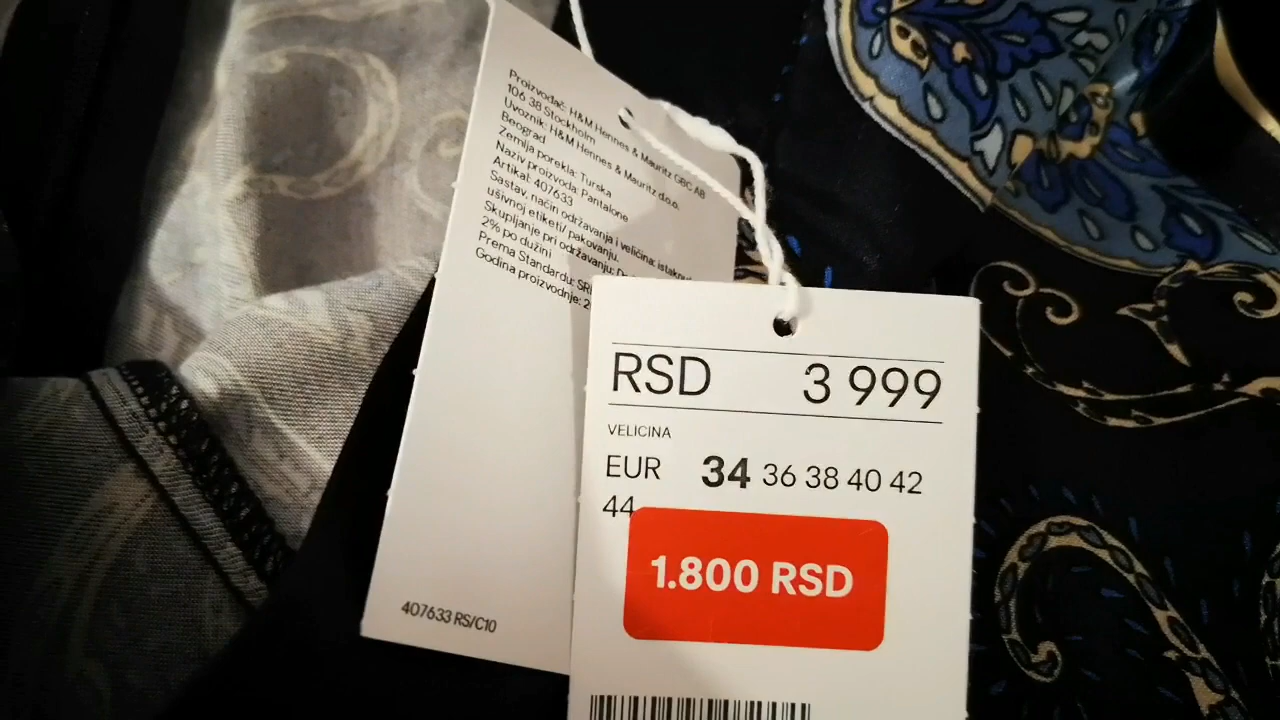 Proizvođač: H&M Hennes & Mauritz GBC AB
106 38 Stockholm
Uvoznik: H&M Hennes & Mauritz d.o.o.
Beograd
Zemlja porekla: Turska
Naziv proizvoda: Pantalone
Artikal: 407633
Sastav, način održavanja i veličina: istaknut
ušivnoj etiketi/ pakovanju.
Skupljanje pri održavanju:
2% po dužini
Prema Standardu:
Godina proizvodnje: 2
407633 RS/C10
RSD 3 999
VELICINA
EUR 34 36 38 40 42
44
1.800 RSD